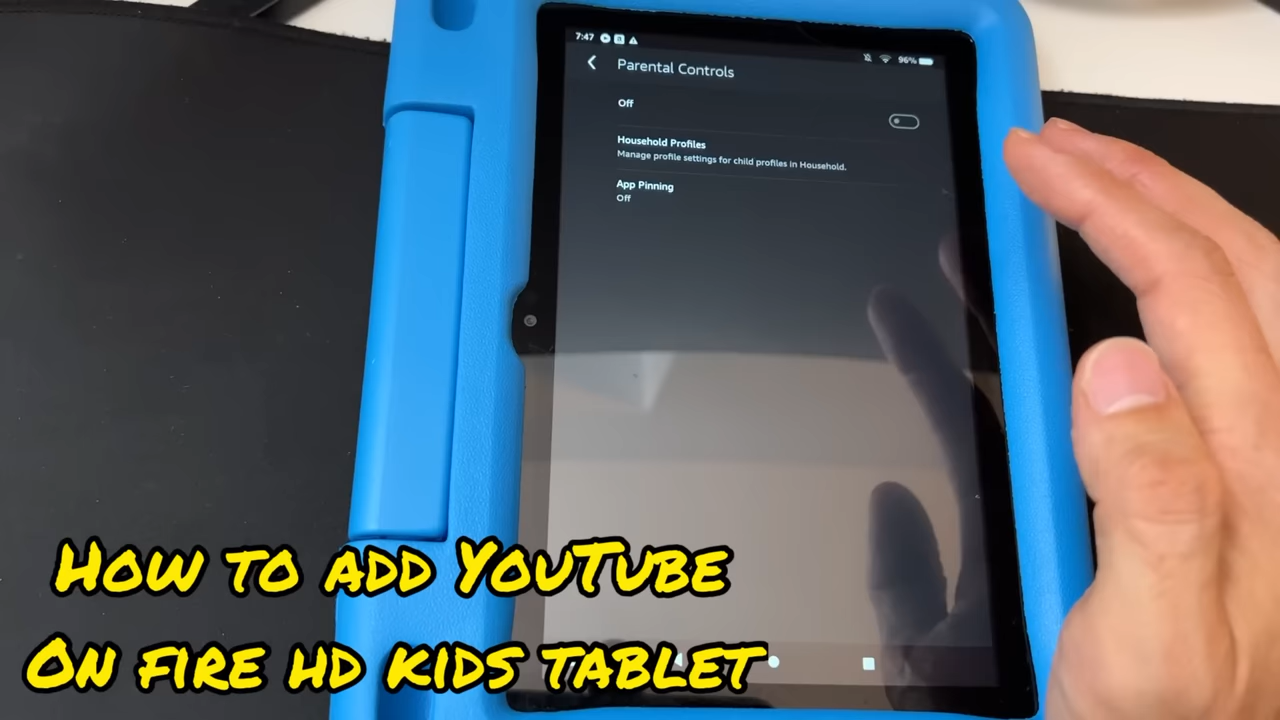 7:47
96%
Parental Controls
Off
Household Profiles
Manage profile settings for child profiles in Household.
App Pinning
Off
How to add YouTube
On fire hd kids tablet